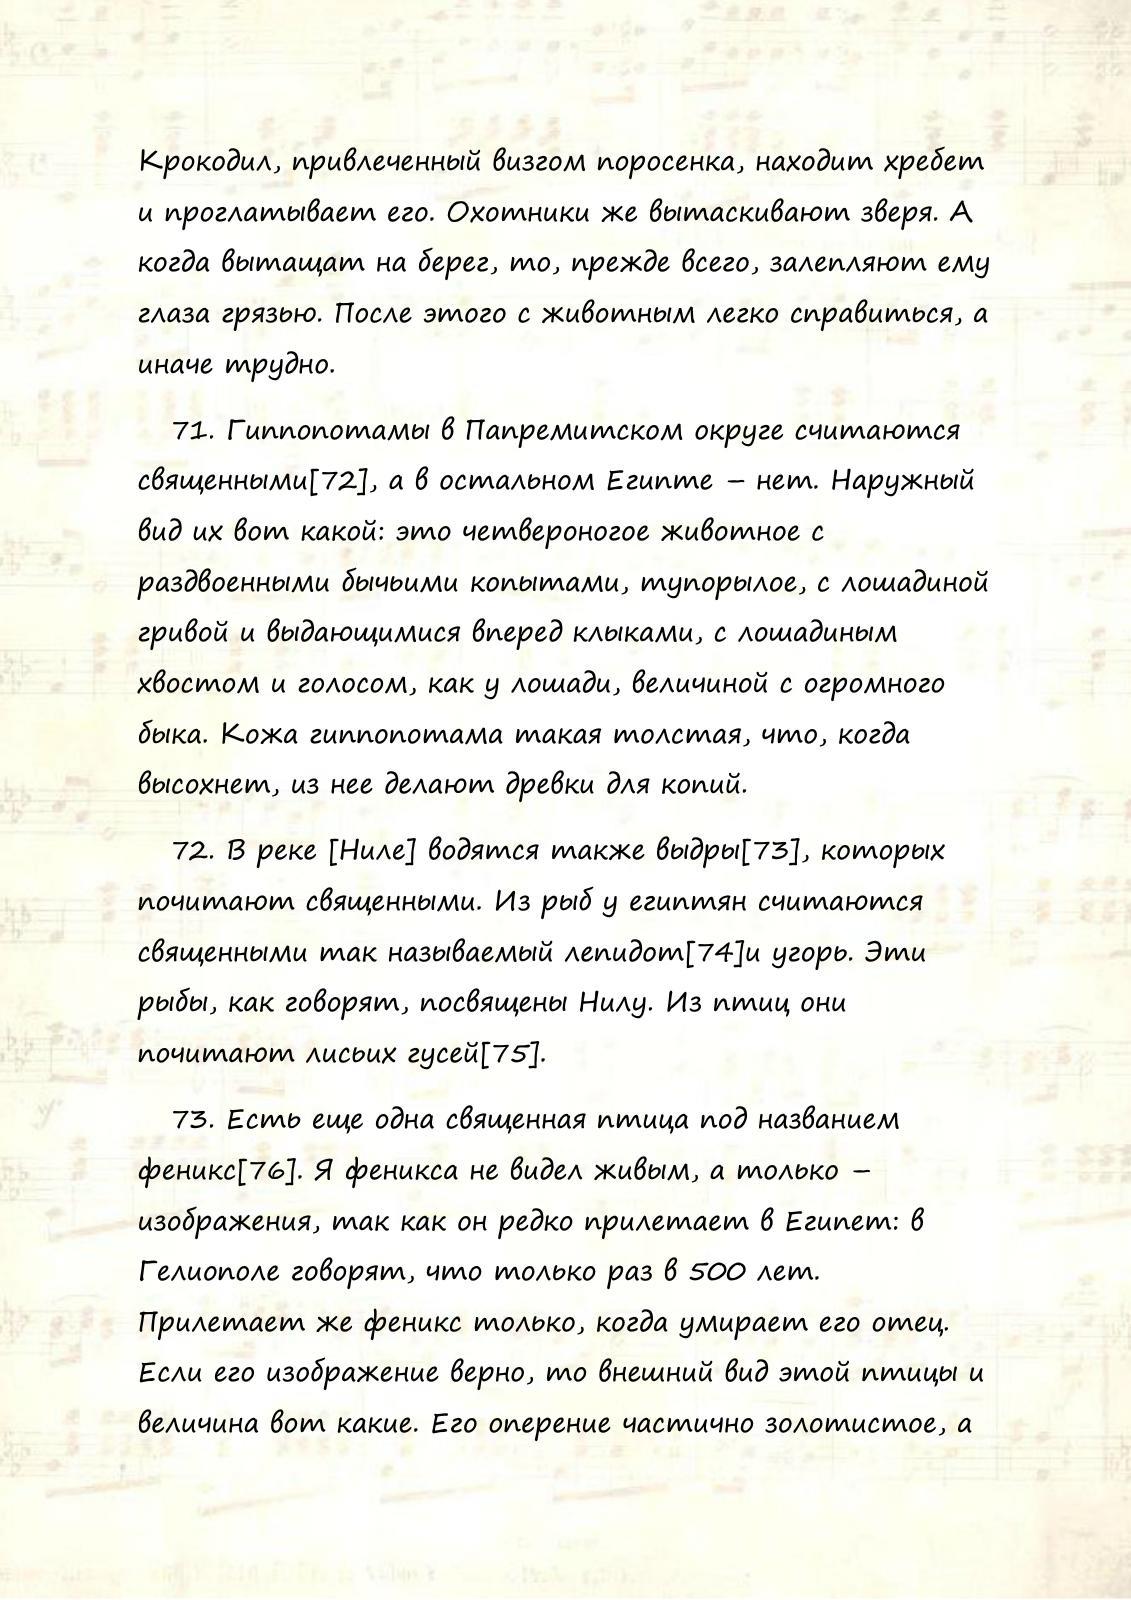 Крокодил, привлеченный визгом поросенка, находит хребет
и проглатывает его. Охотники же вытаскивают зверя. А
когда вытащат на берег, то, прежде всего, залепляют ему
глаза грязью. После этого с животным легко справиться, а
иначе трудно.
71. Гиппопотамы в Папремитском округе считаются
священными[72], а в остальном Египте – нет. Наружный
вид их вот какой: это четвероногое животное с
раздвоенными бычьими копытами, тупорылое, с лошадиной
гривой и выдающимися вперед клыками, с лошадиным
хвостом и голосом, как у лошади, величиной с огромного
быка. Кожа гиппопотама такая толстая, что, когда
высохнет, из нее делают древки для копий.
72. В реке [Ниле] водятся также выдры[73], которых
почитают священными. Из рыб у египтян считаются
священными так называемый лепидот[74]и угорь. Эти
рыбы, как говорят, посвящены Нилу. Из птиц они
почитают лисьих гусей[75].
73. Есть еще одна священная птица под названием
феникс[76]. Я феникса не видел живым, а только –
изображения, так как он редко прилетает в Египет: в
Гелиополе говорят, что только раз в 500 лет.
Прилетает же феникс только, когда умирает его отец.
Если его изображение верно, то внешний вид этой птицы и
величина вот какие. Его оперение частично золотистое, а